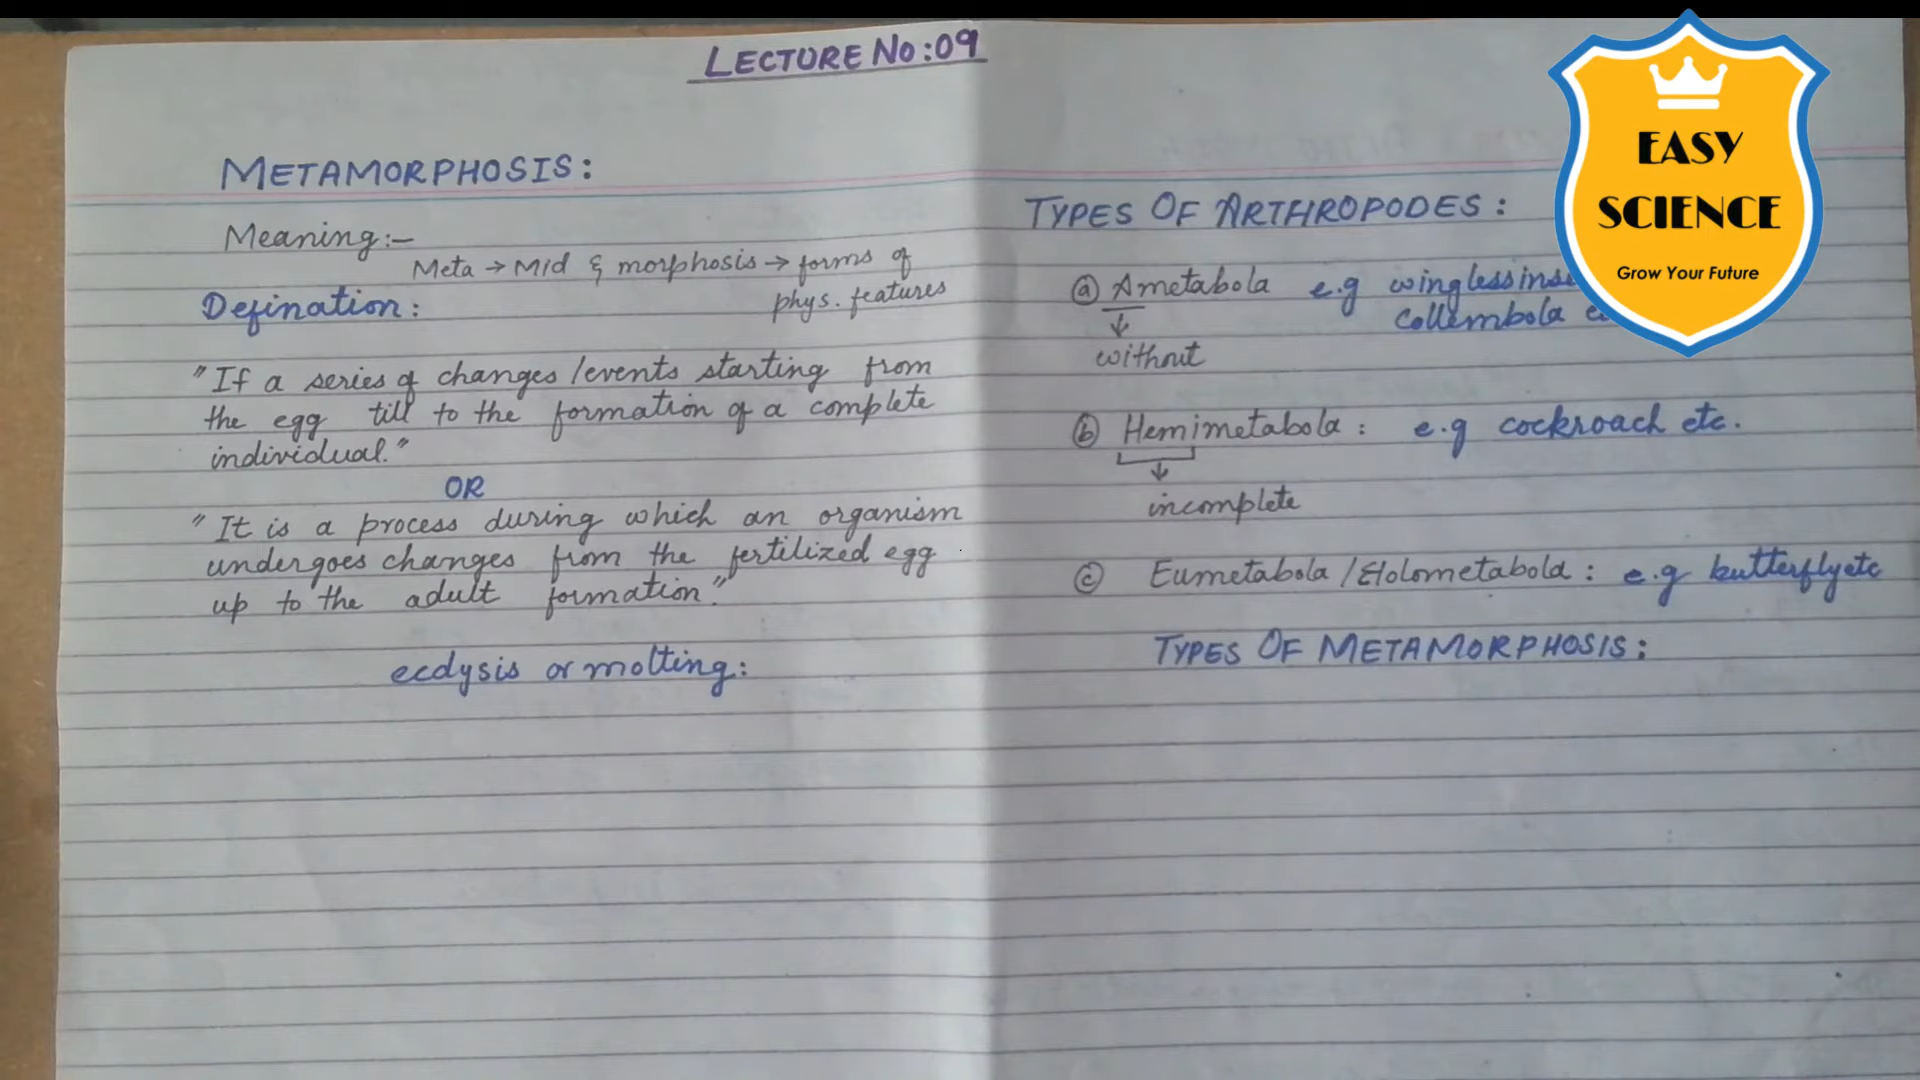 LECTURE No:09
METAMORPHOSIS:
Meaning:-
Meta → Mid & morphosis → forms of
phys. features
Defination:
"If a series of changes/events starting from
the egg till to the formation of a complete
individual."
OR
"It is a process during which an organism
undergoes changes from the fertilized egg
up to the adult formation."
ecdysis or molting:
TYPES OF ARTHROPODES:
(a) Ametabola e.g wingless
collembola
↓
without
(b) Hemimetabola: e.g cockroach etc.
↓
incomplete
(c) Eumetabola/Holometabola: e.g butterfly etc
TYPES OF METAMORPHOSIS:
EASY
SCIENCE
Grow Your Future